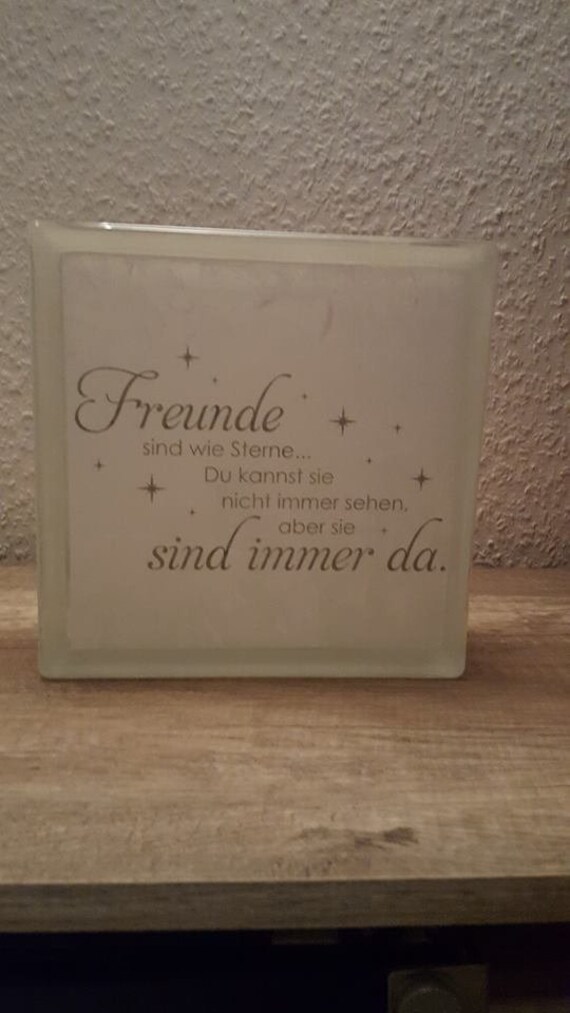 Freunde
sind wie Sterne...
Du kannst sie
nicht immer sehen,
aber sie
sind immer da.